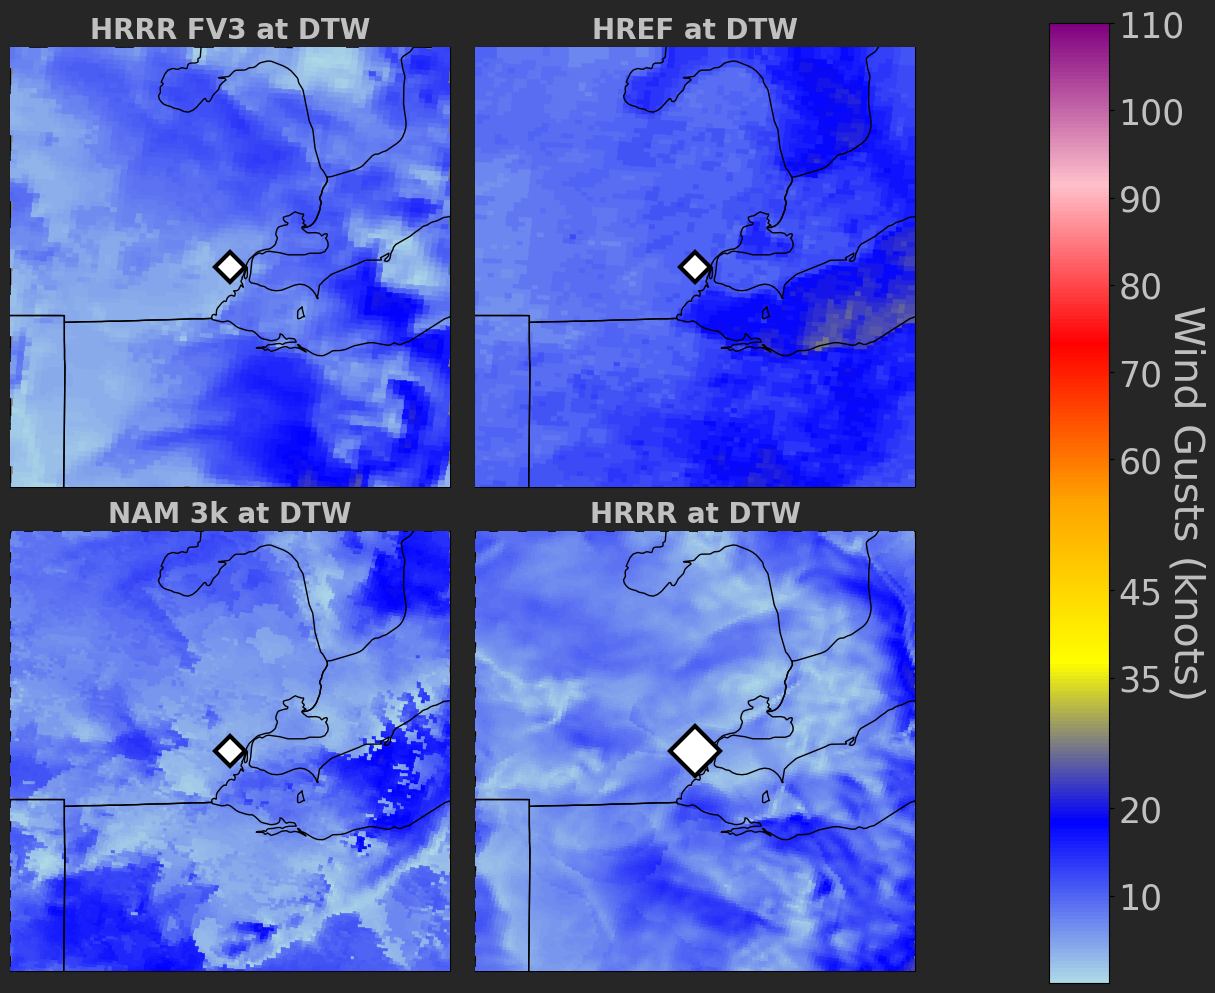 HRRR FV3 at DTW
HREF at DTW
NAM 3k at DTW
HRRR at DTW
110
100
90
80
70
60
45
35
20
10
Wind Gusts (knots)